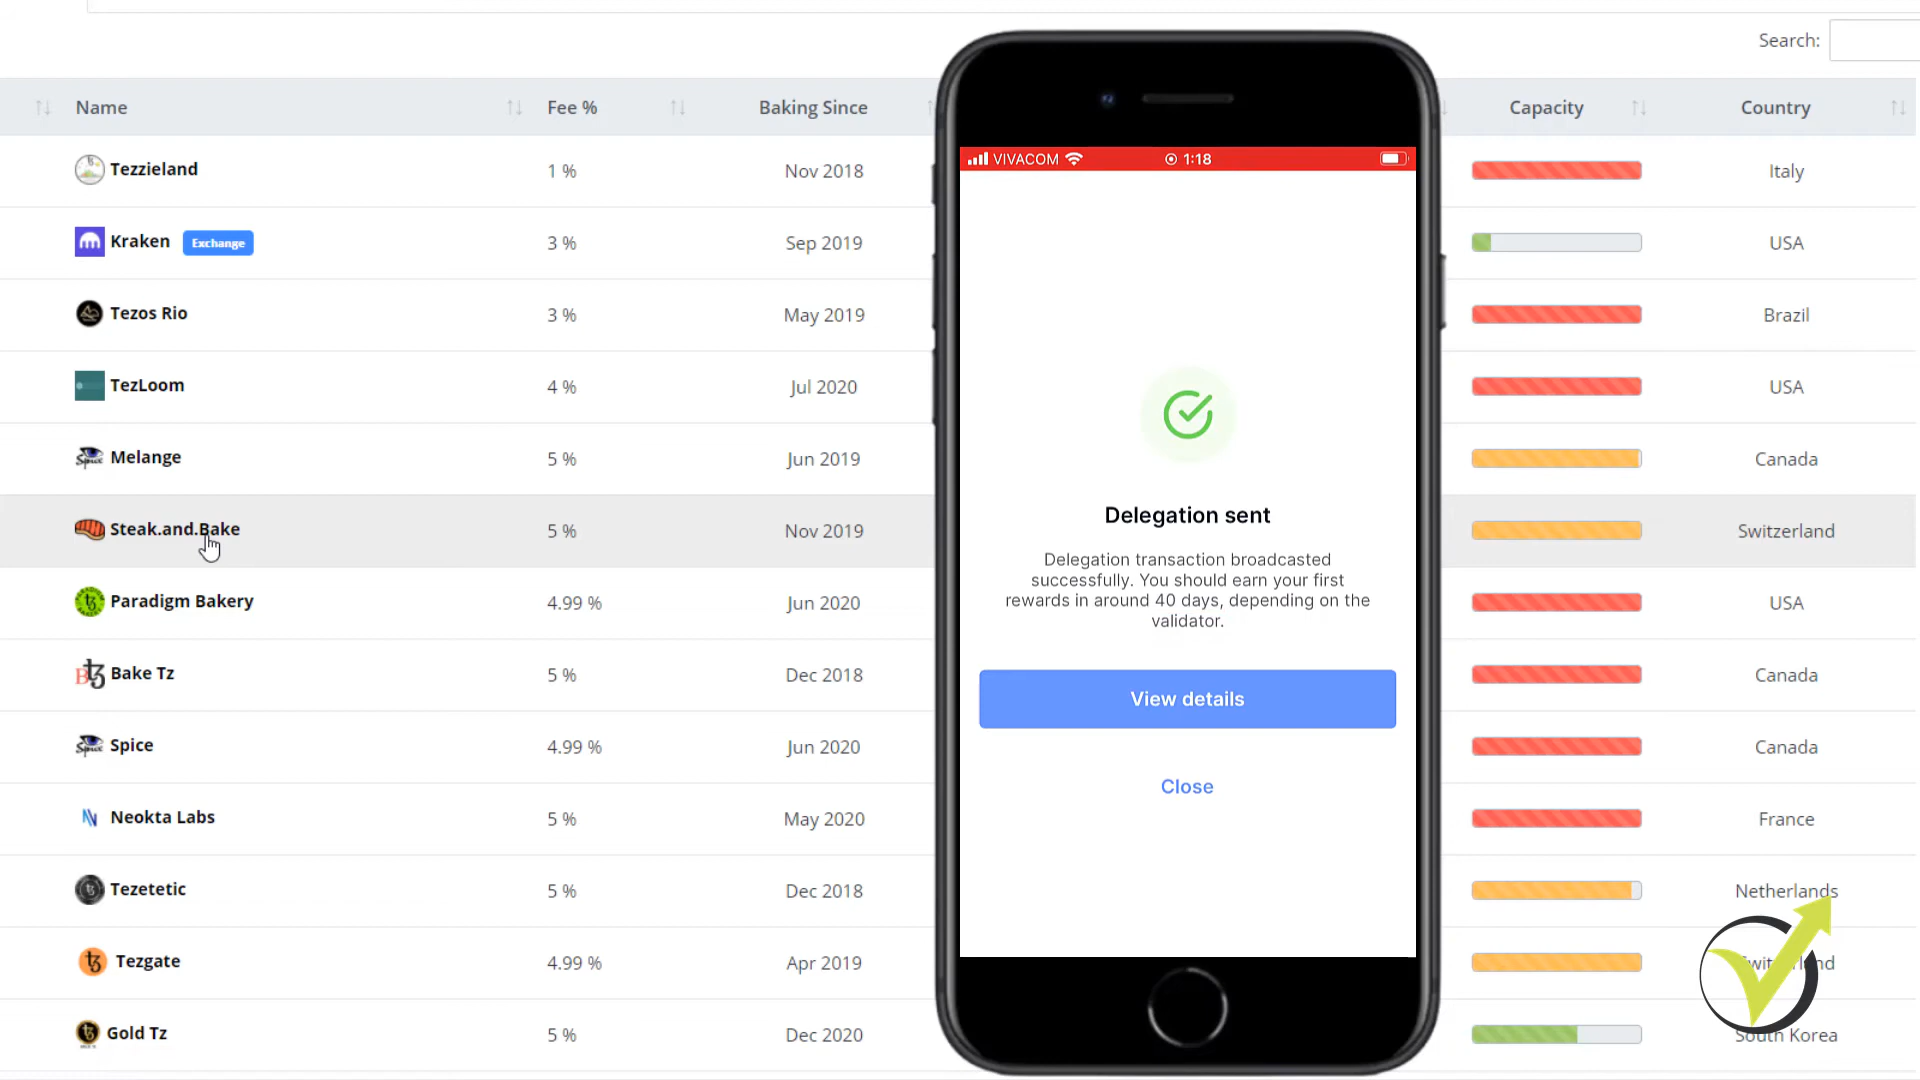 Search:
Name Fee % Baking Since Capacity Country
Tezzieland 1 % Nov 2018 Italy
Kraken Exchange 3 % Sep 2019 USA
Tezos Rio 3 % May 2019 Brazil
TezLoom 4 % Jul 2020 USA
Melange 5 % Jun 2019 Canada
Steak.and.Bake 5 % Nov 2019 Switzerland
Paradigm Bakery 4.99 % Jun 2020 USA
Bake Tz 5 % Dec 2018 Canada
Spice 4.99 % Jun 2020 Canada
Neokta Labs 5 % May 2020 France
Tezetetic 5 % Dec 2018 Netherlands
Tezgate 4.99 % Apr 2019
Gold Tz 5 % Dec 2020 South Korea
VIVACOM 1:18
Delegation sent
Delegation transaction broadcasted
successfully. You should earn your first
rewards in around 40 days, depending on the
validator.
View details
Close